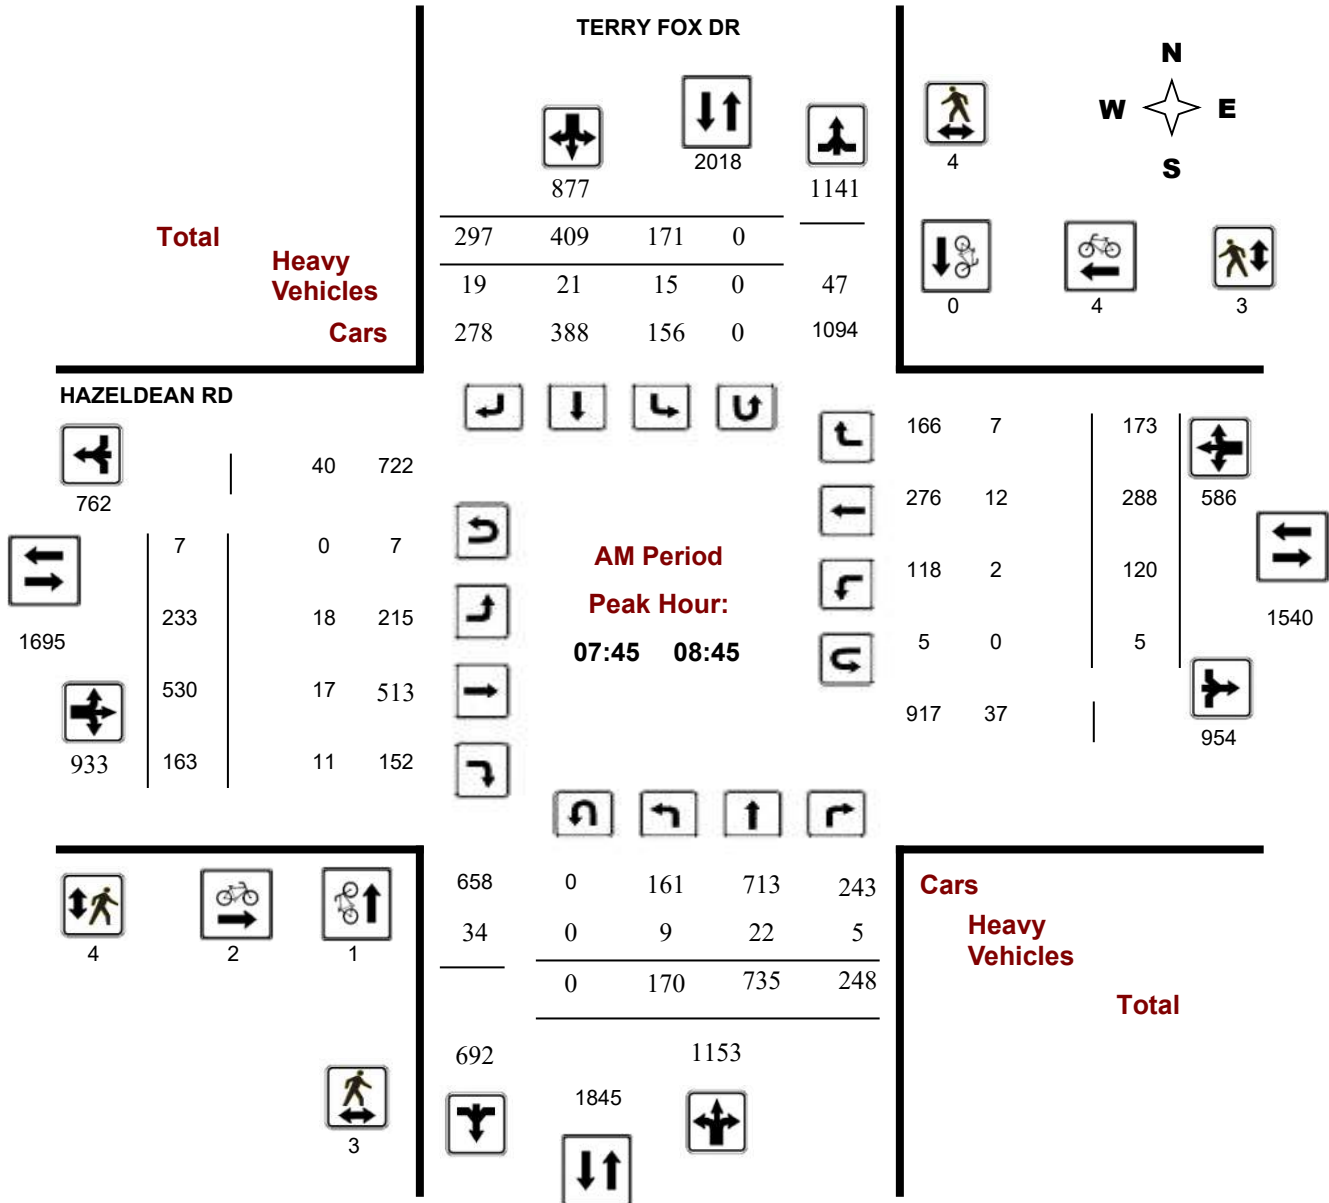 TERRY FOX DR
N
W E
S
2018
4
877 1141
Total 297 409 171 0
Heavy
Vehicles 19 21 15 0 47
0 4 3
Cars 278 388 156 0 1094
HAZELDEAN RD
166 7 173
40 722
762
276 12 288 586
7 0 7
AM Period
118 2 120
Peak Hour:
233 18 215
1540
1695
07:45 08:45
5 0 5
530 17 513
917 37
954
933 163 11 152
658 0 161 713 243
Cars
34 0 9 22 5
Heavy
Vehicles
4 2 1
0 170 735 248
Total
692 1153
1845
3